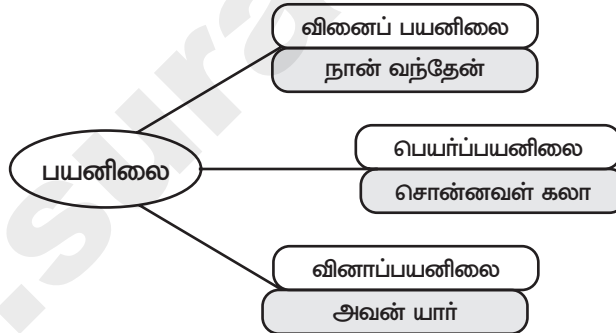 வினைப் பயனிலை
நான் வந்தேன்
பயனிலை
பெயர்ப்பயனிலை
சொன்னவள் கலா
வினாப்பயனிலை
அவன் யார்